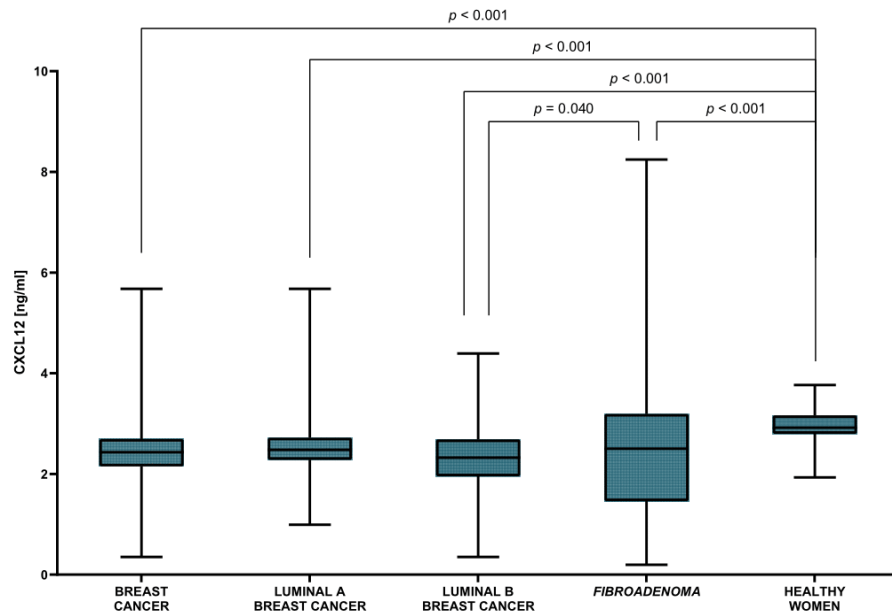 p < 0.001
p < 0.001
p < 0.001
p = 0.040
p < 0.001
10
8
6
4
2
0
CXCL12 [ng/ml]
BREAST
CANCER
LUMINAL A
BREAST CANCER
LUMINAL B
BREAST CANCER
FIBROADENOMA
HEALTHY
WOMEN